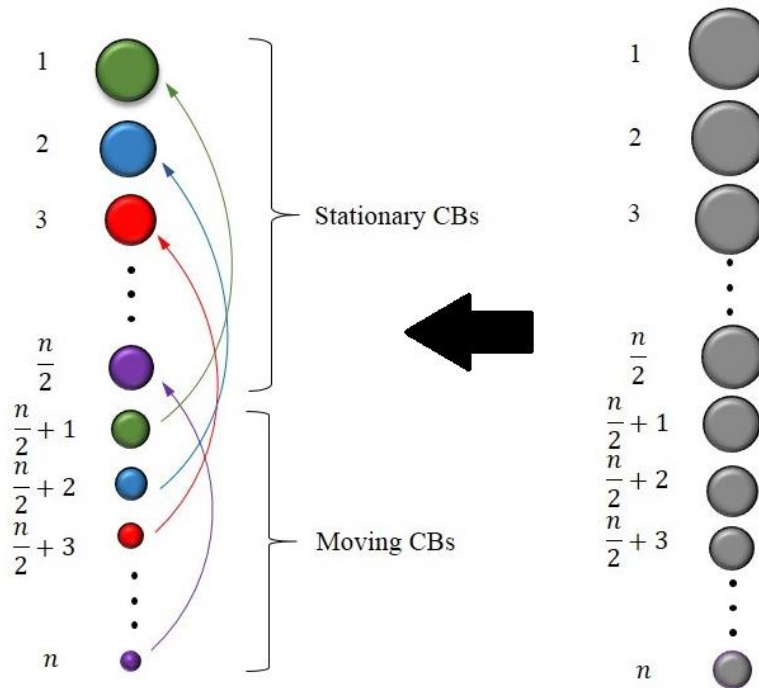 1
2
3
n/2
n/2 + 1
n/2 + 2
n/2 + 3
n
Stationary CBs
Moving CBs
1
2
3
n/2
n/2 + 1
n/2 + 2
n/2 + 3
n